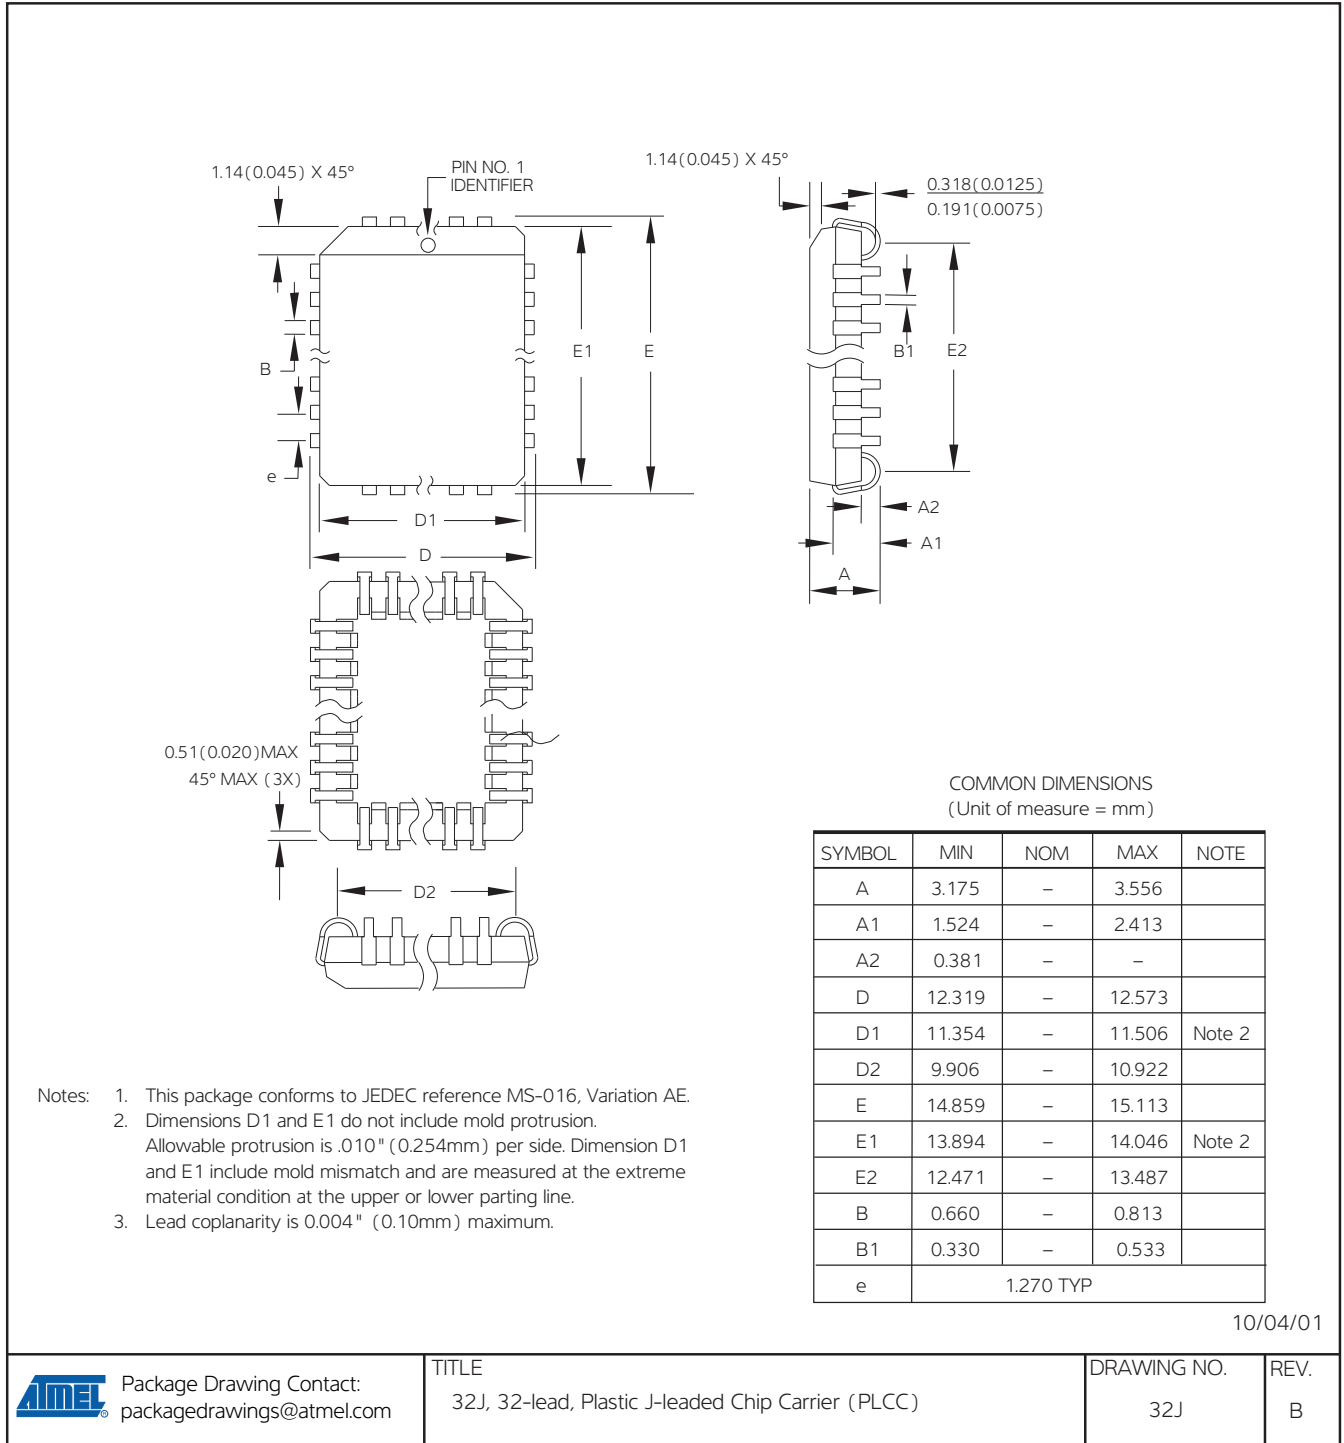 1.14(0.045) X 45°
PIN NO. 1
IDENTIFIER
1.14(0.045) X 45°
0.318(0.0125)
0.191(0.0075)
B
E1
E
B1
E2
e
D1
D
A2
A1
A
0.51(0.020)MAX
45° MAX (3X)
D2
COMMON DIMENSIONS
(Unit of measure = mm)
SYMBOL MIN NOM MAX NOTE
A 3.175 – 3.556
A1 1.524 – 2.413
A2 0.381 – –
D 12.319 – 12.573
D1 11.354 – 11.506 Note 2
D2 9.906 – 10.922
E 14.859 – 15.113
E1 13.894 – 14.046 Note 2
E2 12.471 – 13.487
B 0.660 – 0.813
B1 0.330 – 0.533
e 1.270 TYP
Notes: 1. This package conforms to JEDEC reference MS-016, Variation AE.
2. Dimensions D1 and E1 do not include mold protrusion.
Allowable protrusion is .010"(0.254mm) per side. Dimension D1
and E1 include mold mismatch and are measured at the extreme
material condition at the upper or lower parting line.
3. Lead coplanarity is 0.004" (0.10mm) maximum.
10/04/01
ATMEL ®
Package Drawing Contact:
packagedrawings@atmel.com
TITLE
32J, 32-lead, Plastic J-leaded Chip Carrier (PLCC)
DRAWING NO.
32J
REV.
B